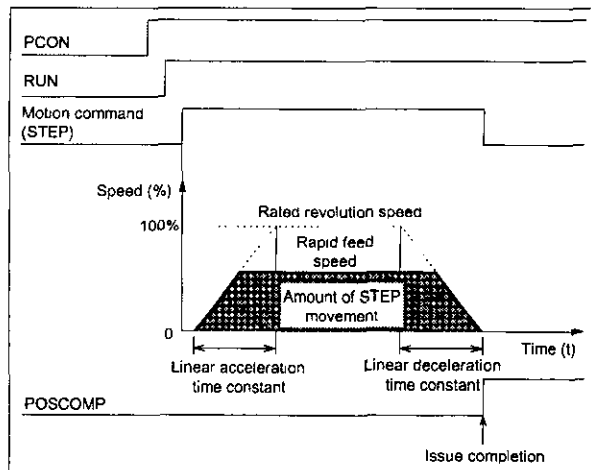 PCON
RUN
Motion command
(STEP)
Speed (%)
100%
Rated revolution speed
Rapid feed
speed
Amount of STEP
movement
0
Time (t)
Linear acceleration
time constant
Linear deceleration
time constant
POSCOMP
Issue completion